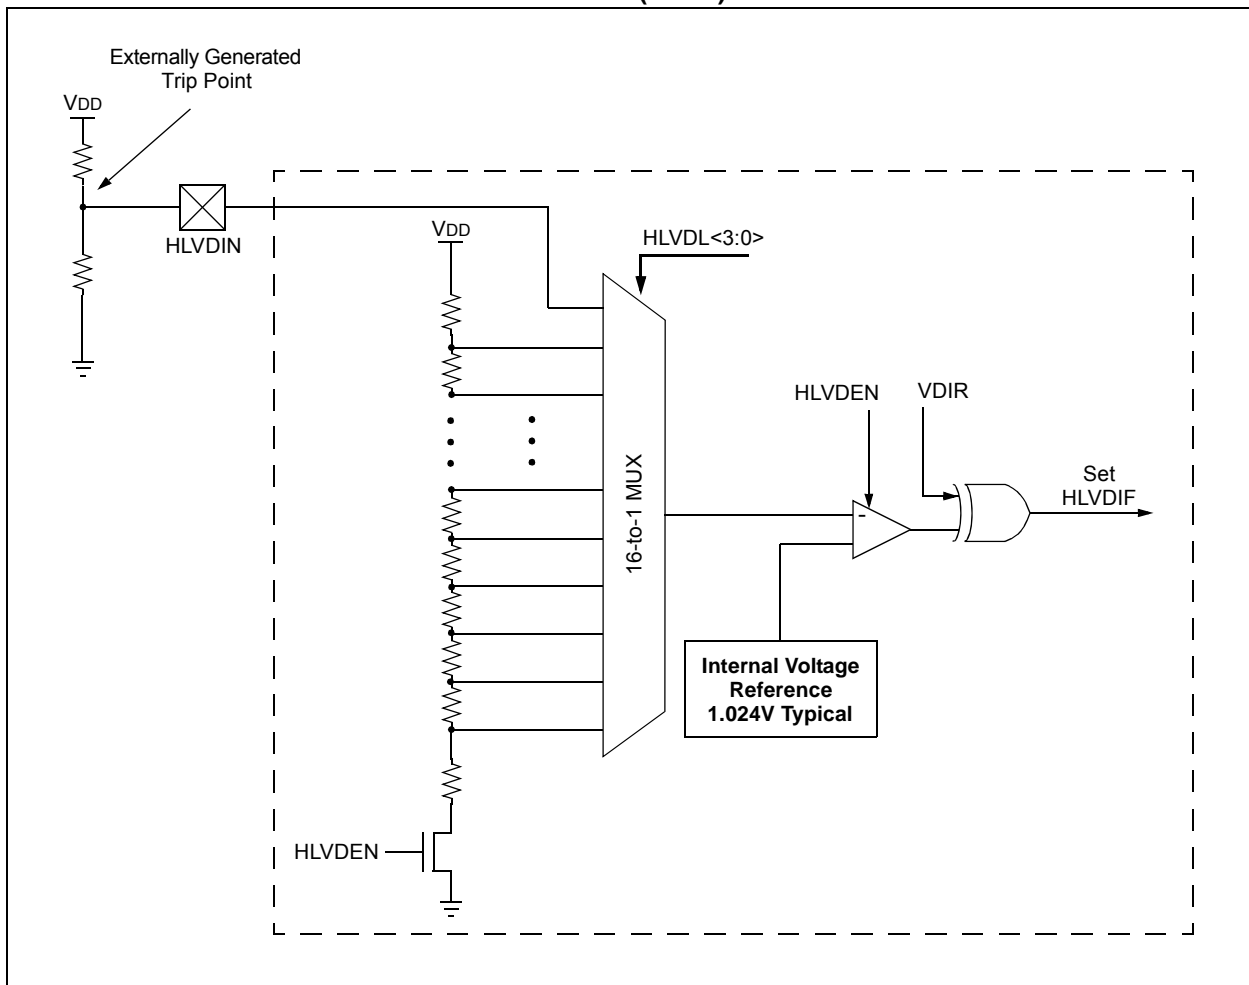 Externally Generated
Trip Point
VDD
HLVDIN
VDD
HLVDL<3:0>
16-to-1 MUX
HLVDEN
VDIR
-
Set
HLVDIF
Internal Voltage
Reference
1.024V Typical
HLVDEN